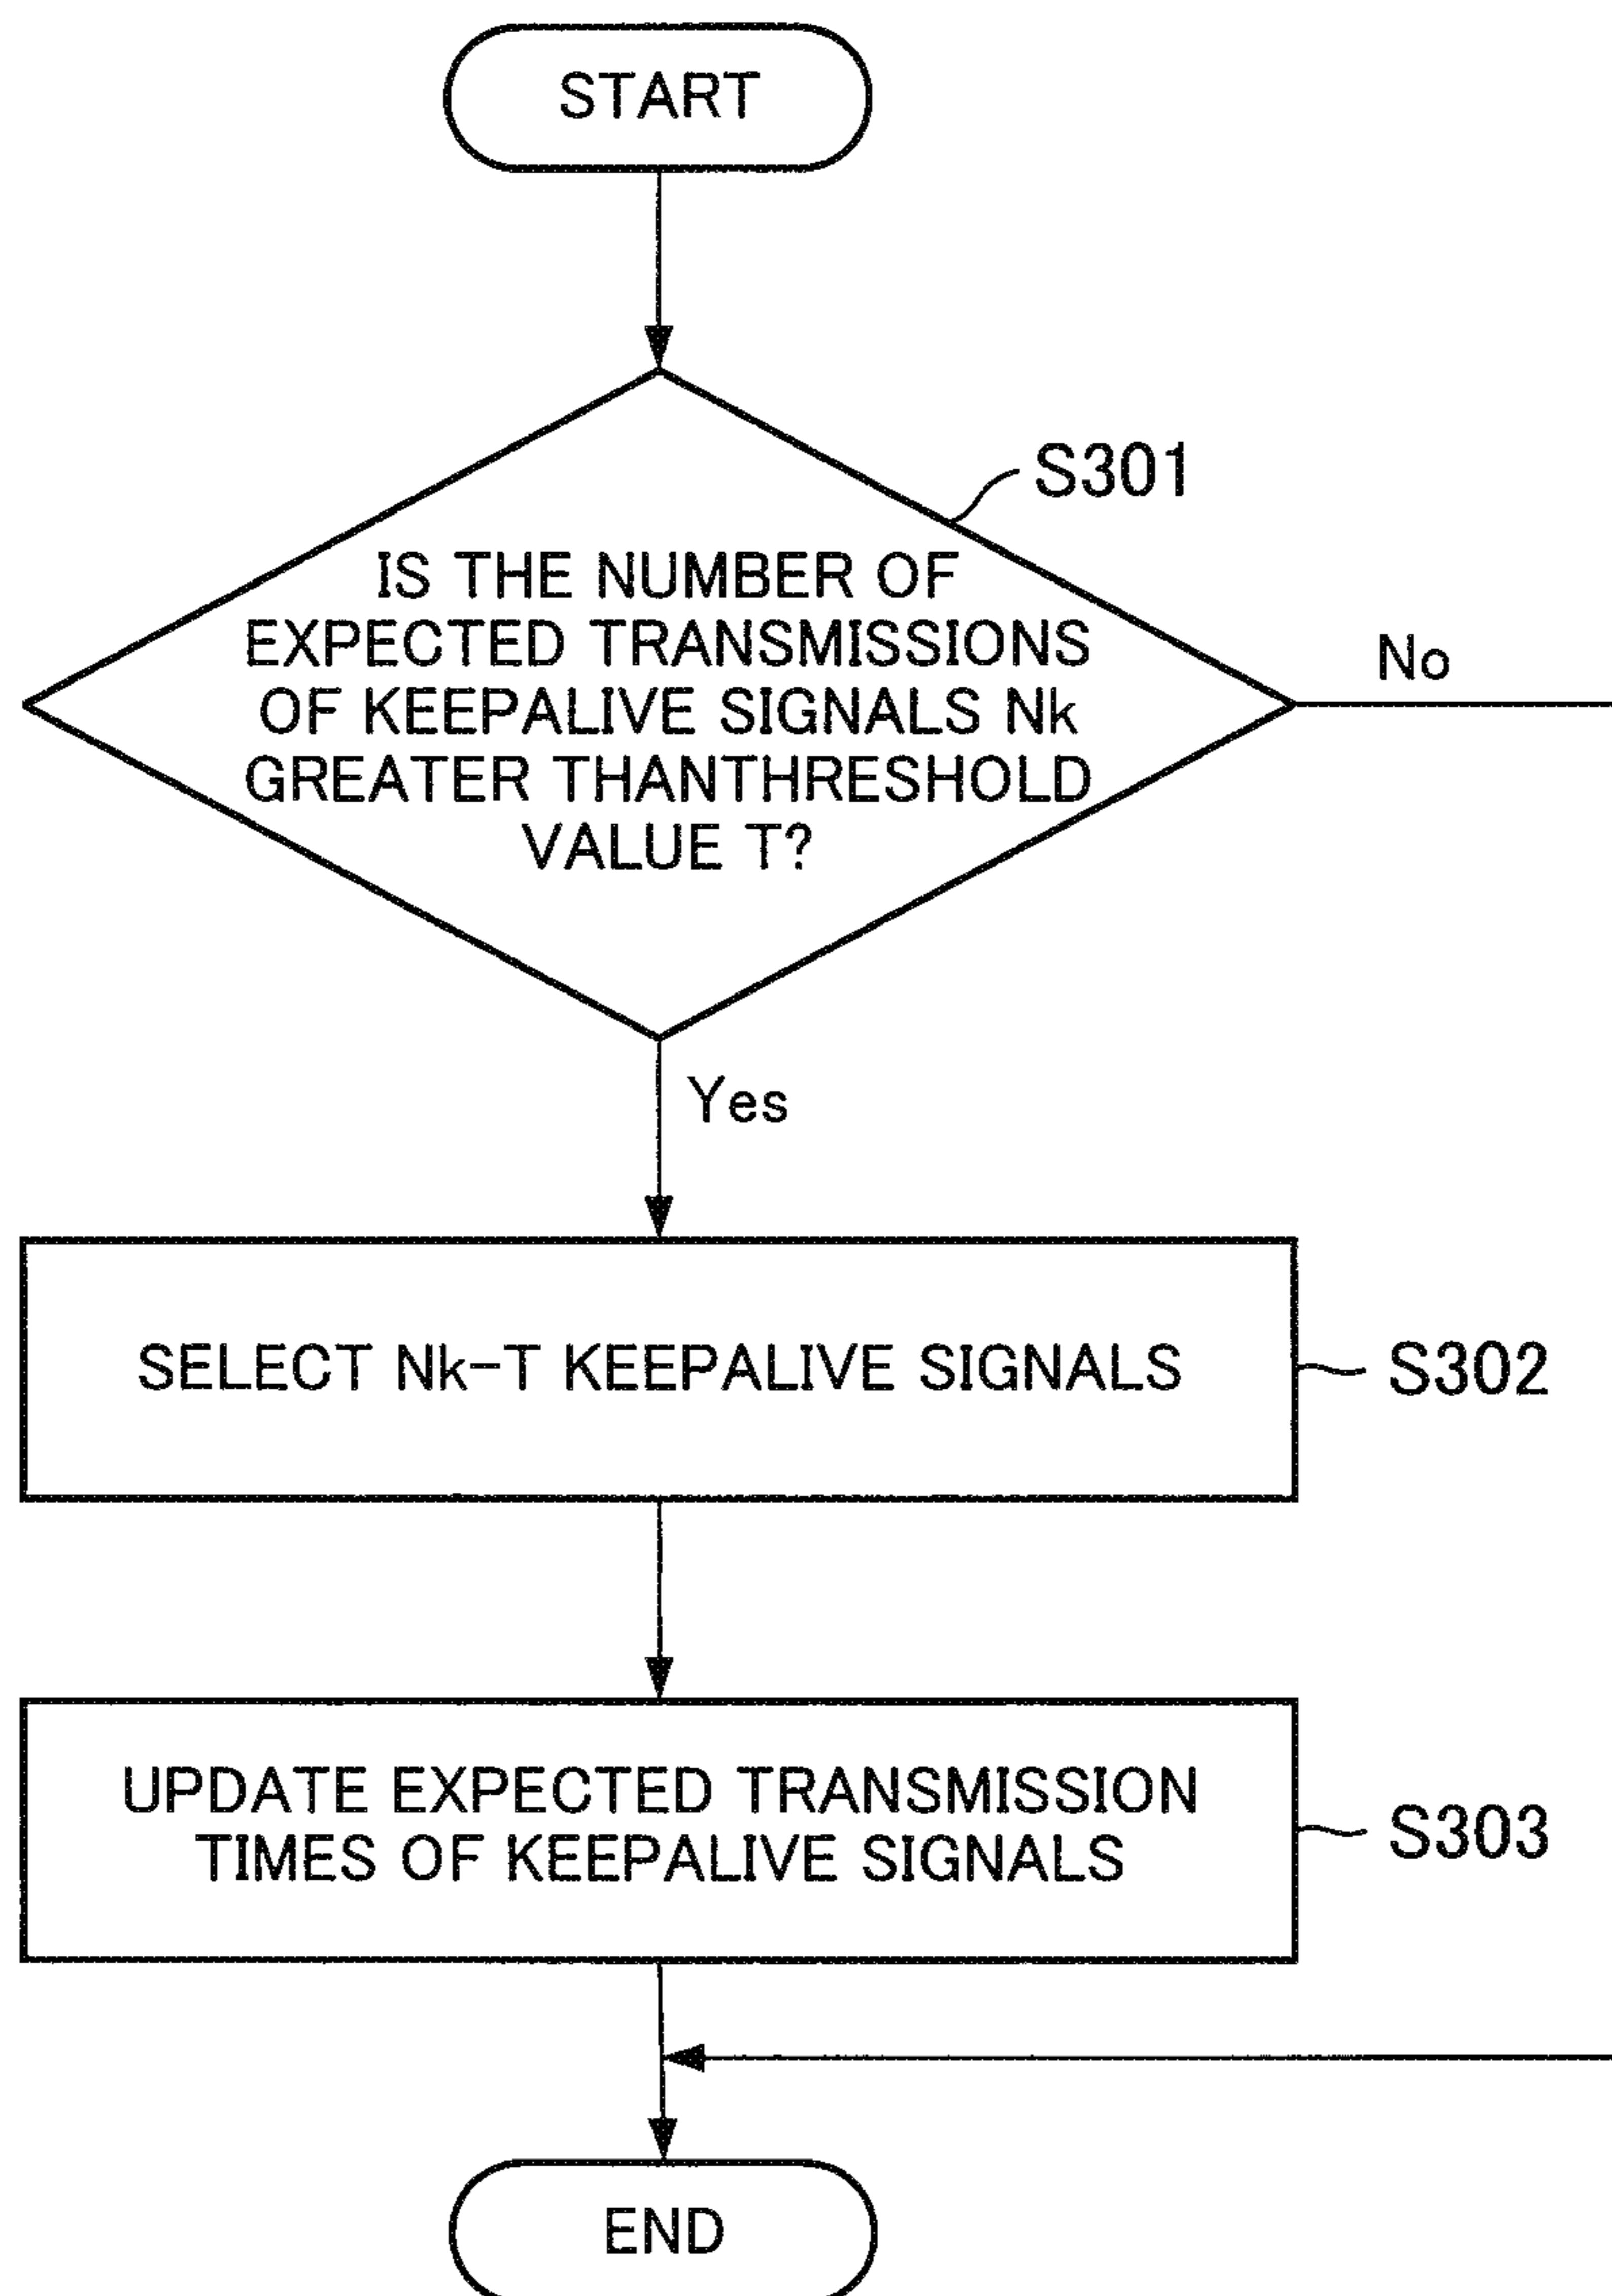 START
S301
IS THE NUMBER OF
EXPECTED TRANSMISSIONS
OF KEEPALIVE SIGNALS Nk
GREATER THANTHRESHOLD
VALUE T?
No
Yes
SELECT Nk-T KEEPALIVE SIGNALS
S302
UPDATE EXPECTED TRANSMISSION
TIMES OF KEEPALIVE SIGNALS
S303
END